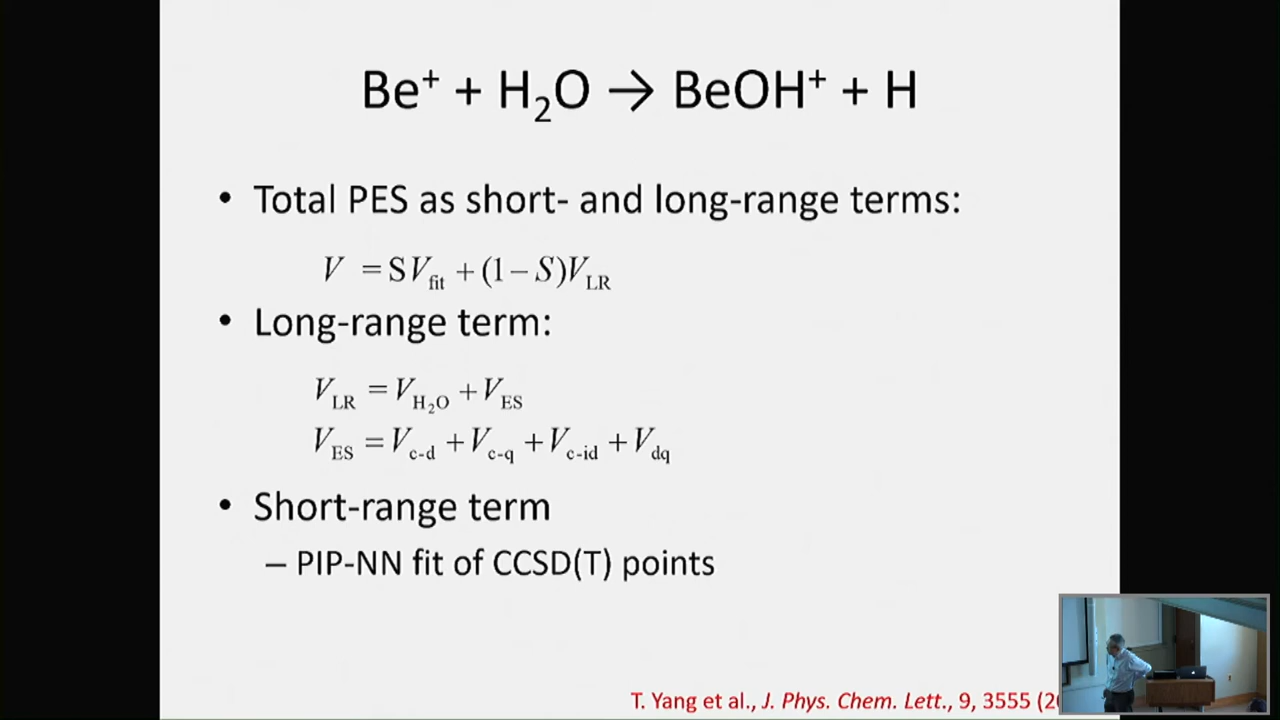 Be⁺ + H₂O → BeOH⁺ + H
• Total PES as short- and long-range terms:
V = SV_fit + (1 − S)V_LR
• Long-range term:
V_LR = V_H₂O + V_ES
V_ES = V_c-d + V_c-q + V_c-id + V_dq
• Short-range term
– PIP-NN fit of CCSD(T) points
T. Yang et al., J. Phys. Chem. Lett., 9, 3555